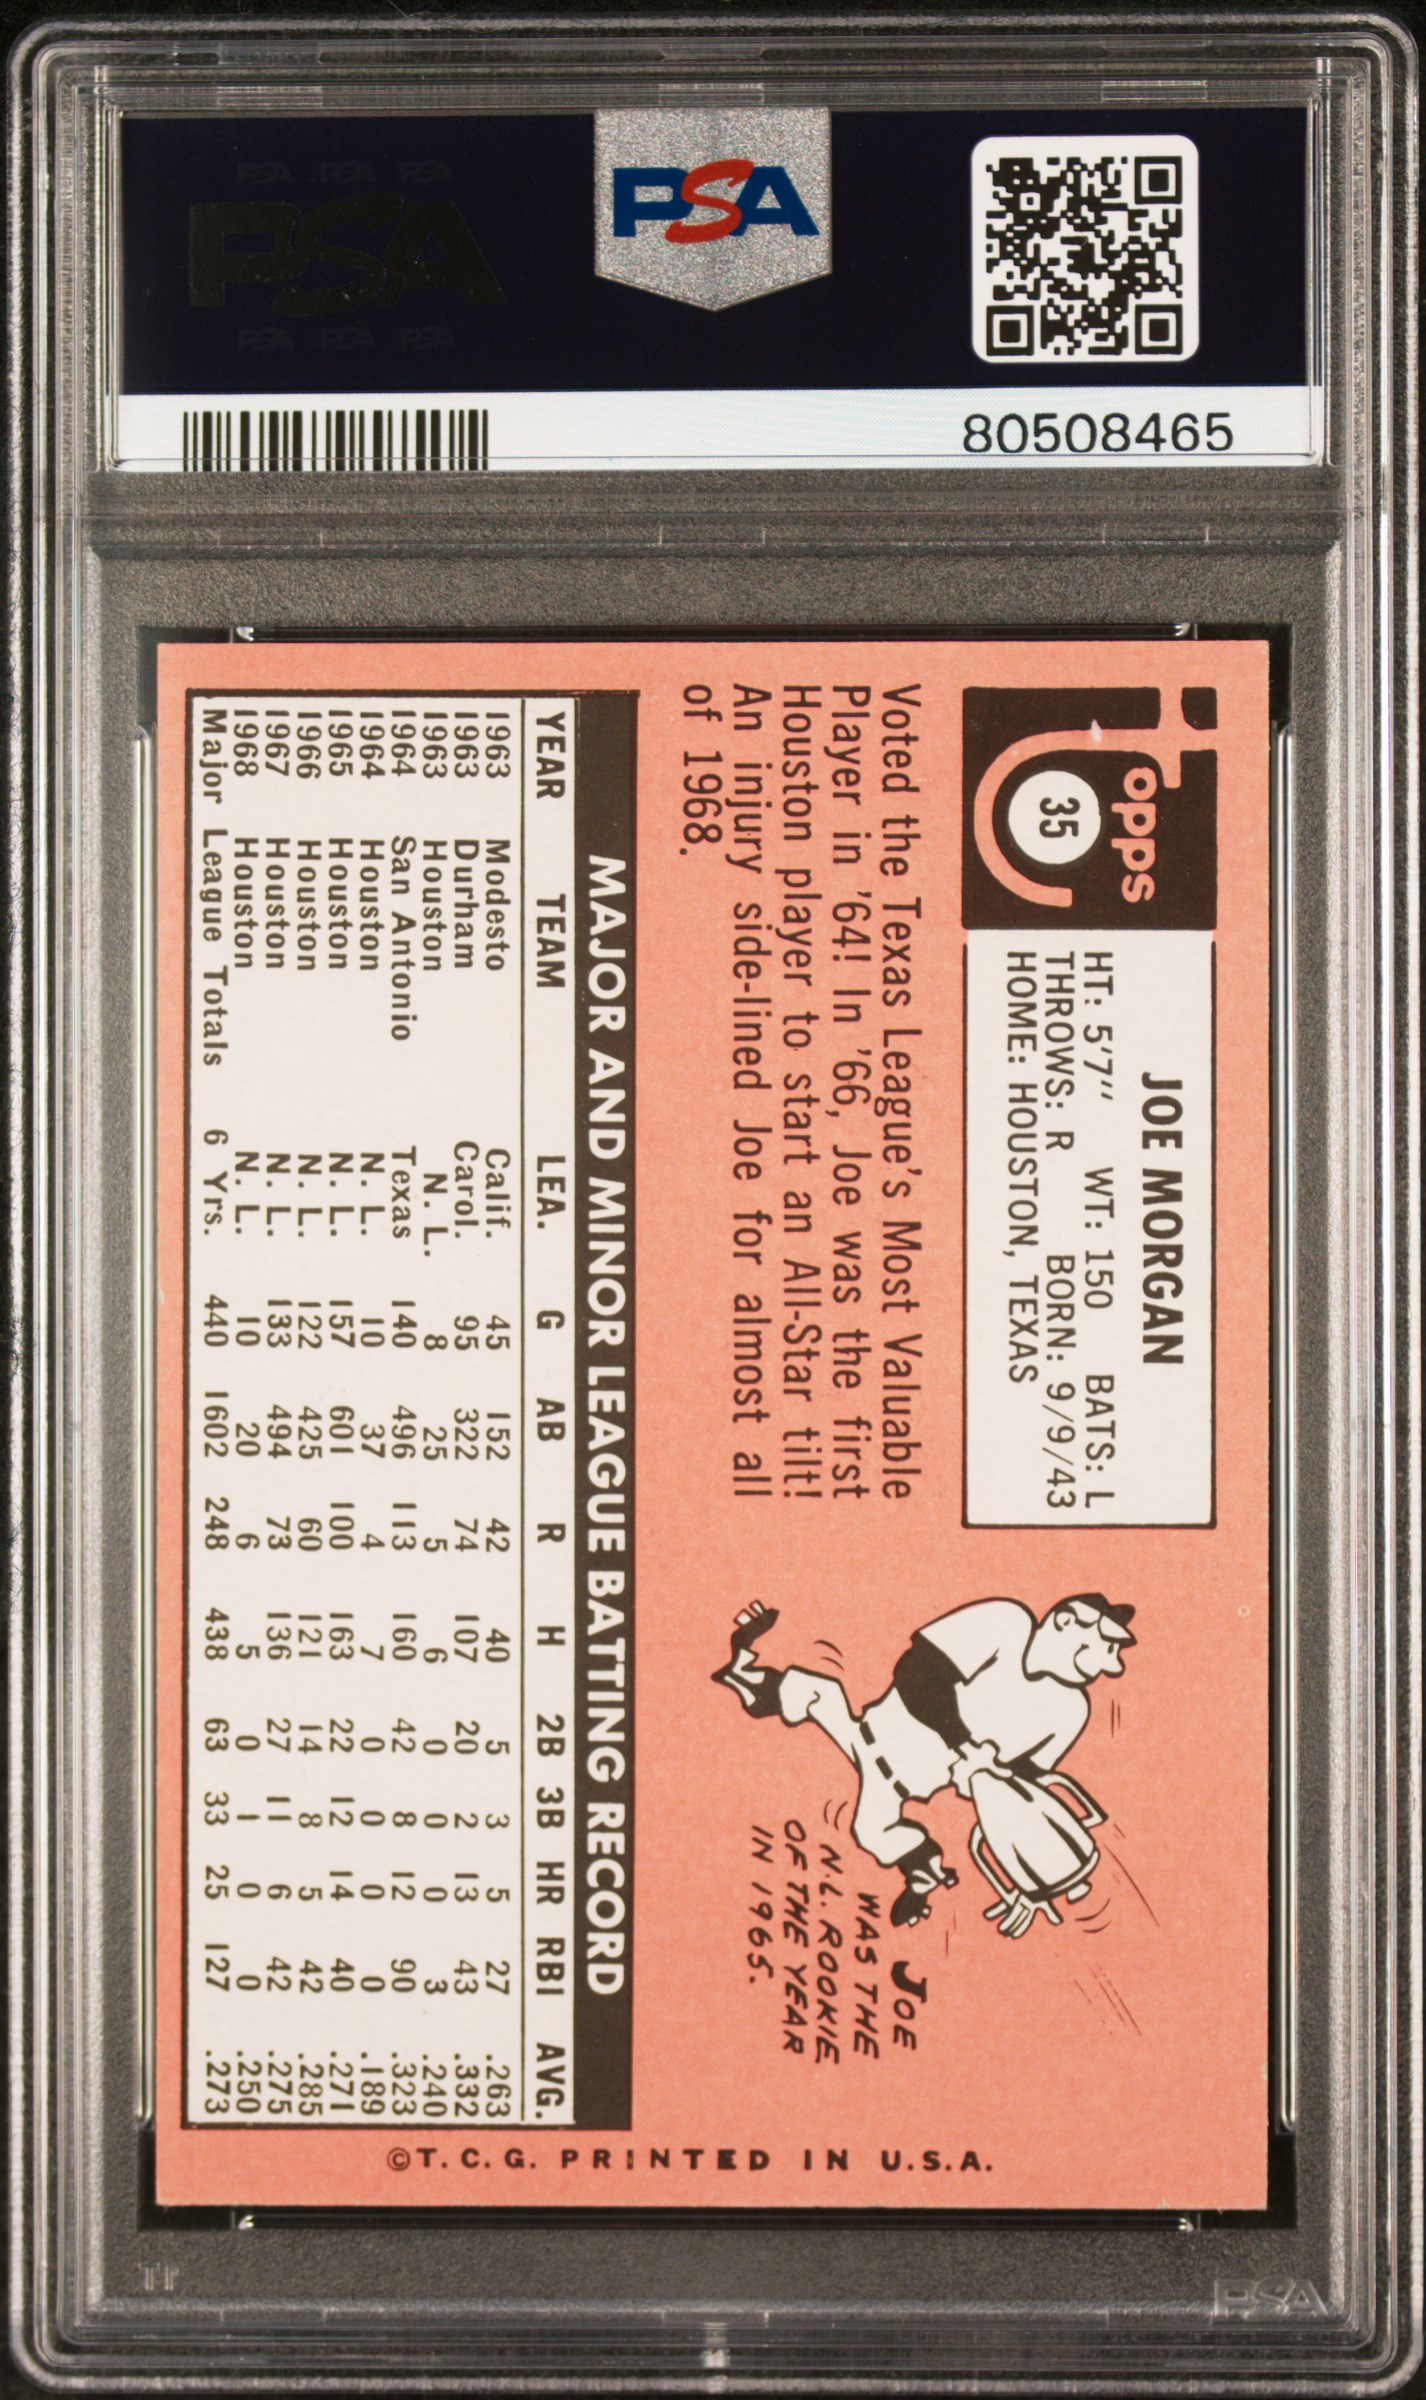 PSA PSA PSA
PSA
PSA PSA PSA
PSA
80508465
Topps
35
JOE MORGAN
HT: 5'7" WT: 150 BATS: L
THROWS: R BORN: 9/9/43
HOME: HOUSTON, TEXAS
Voted the Texas League's Most Valuable
Player in '64! In '66, Joe was the first
Houston player to start an All-Star tilt!
An injury side-lined Joe for almost all
of 1968.
JOE
WAS THE
N.L. ROOKIE
OF THE YEAR
IN 1965.
MAJOR AND MINOR LEAGUE BATTING RECORD
YEAR TEAM LEA. G AB R H 2B 3B HR RBI AVG.
1963 Modesto Calif. 45 152 42 40 5 3 5 27 .263
1963 Durham Carol. 95 322 74 107 20 2 13 43 .332
1963 Houston N. L. 8 25 5 6 0 0 0 3 .240
1964 San Antonio Texas 140 496 113 160 42 8 12 90 .323
1964 Houston N. L. 10 37 4 7 0 0 0 0 .189
1965 Houston N. L. 157 601 100 163 22 12 14 40 .271
1966 Houston N. L. 122 425 60 121 14 8 5 42 .285
1967 Houston N. L. 133 494 73 136 27 11 6 42 .275
1968 Houston N. L. 10 20 6 5 0 1 0 0 .250
Major League Totals 6 Yrs. 440 1602 248 438 63 33 25 127 .273
©T.C.G. PRINTED IN U.S.A.
PSA